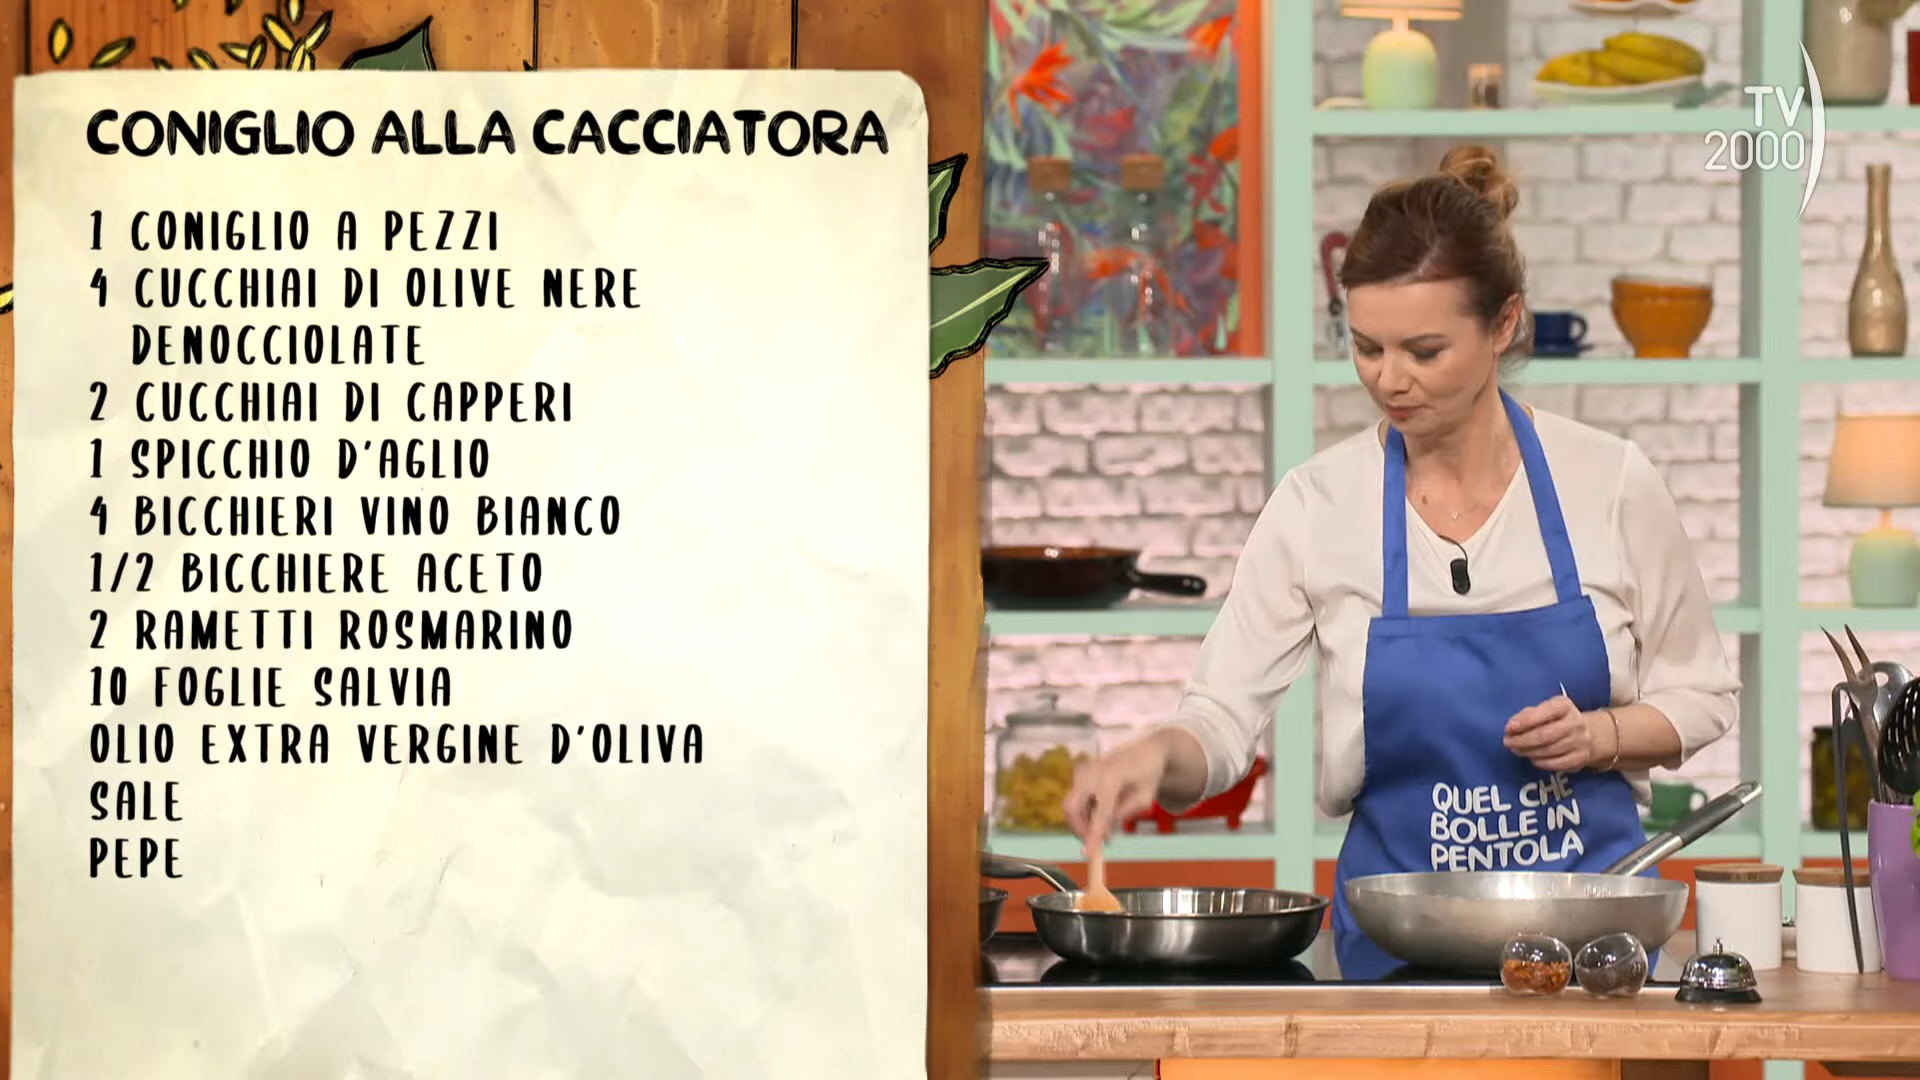 CONIGLIO ALLA CACCIATORA
1 CONIGLIO A PEZZI
4 CUCCHIAI DI OLIVE NERE
DENOCCIOLATE
2 CUCCHIAI DI CAPPERI
1 SPICCHIO D'AGLIO
4 BICCHIERI VINO BIANCO
1/2 BICCHIERE ACETO
2 RAMETTI ROSMARINO
10 FOGLIE SALVIA
OLIO EXTRA VERGINE D'OLIVA
SALE
PEPE
TV
2000
QUEL CHE
BOLLE IN
PENTOLA